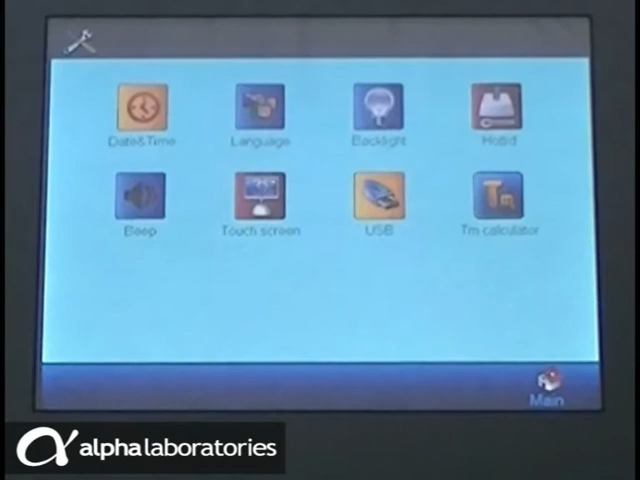 Date&Time Language Backlight Hotlid
Beep Touch screen USB Tm calculator
Main
alphalaboratories